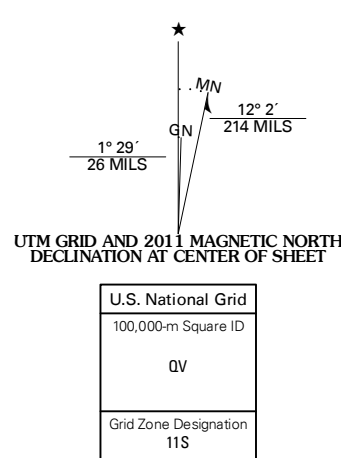 ★
MN
GN
12° 2´
214 MILS
1° 29´
26 MILS
UTM GRID AND 2011 MAGNETIC NORTH
DECLINATION AT CENTER OF SHEET
U.S. National Grid
100,000-m Square ID
QV
Grid Zone Designation
11S